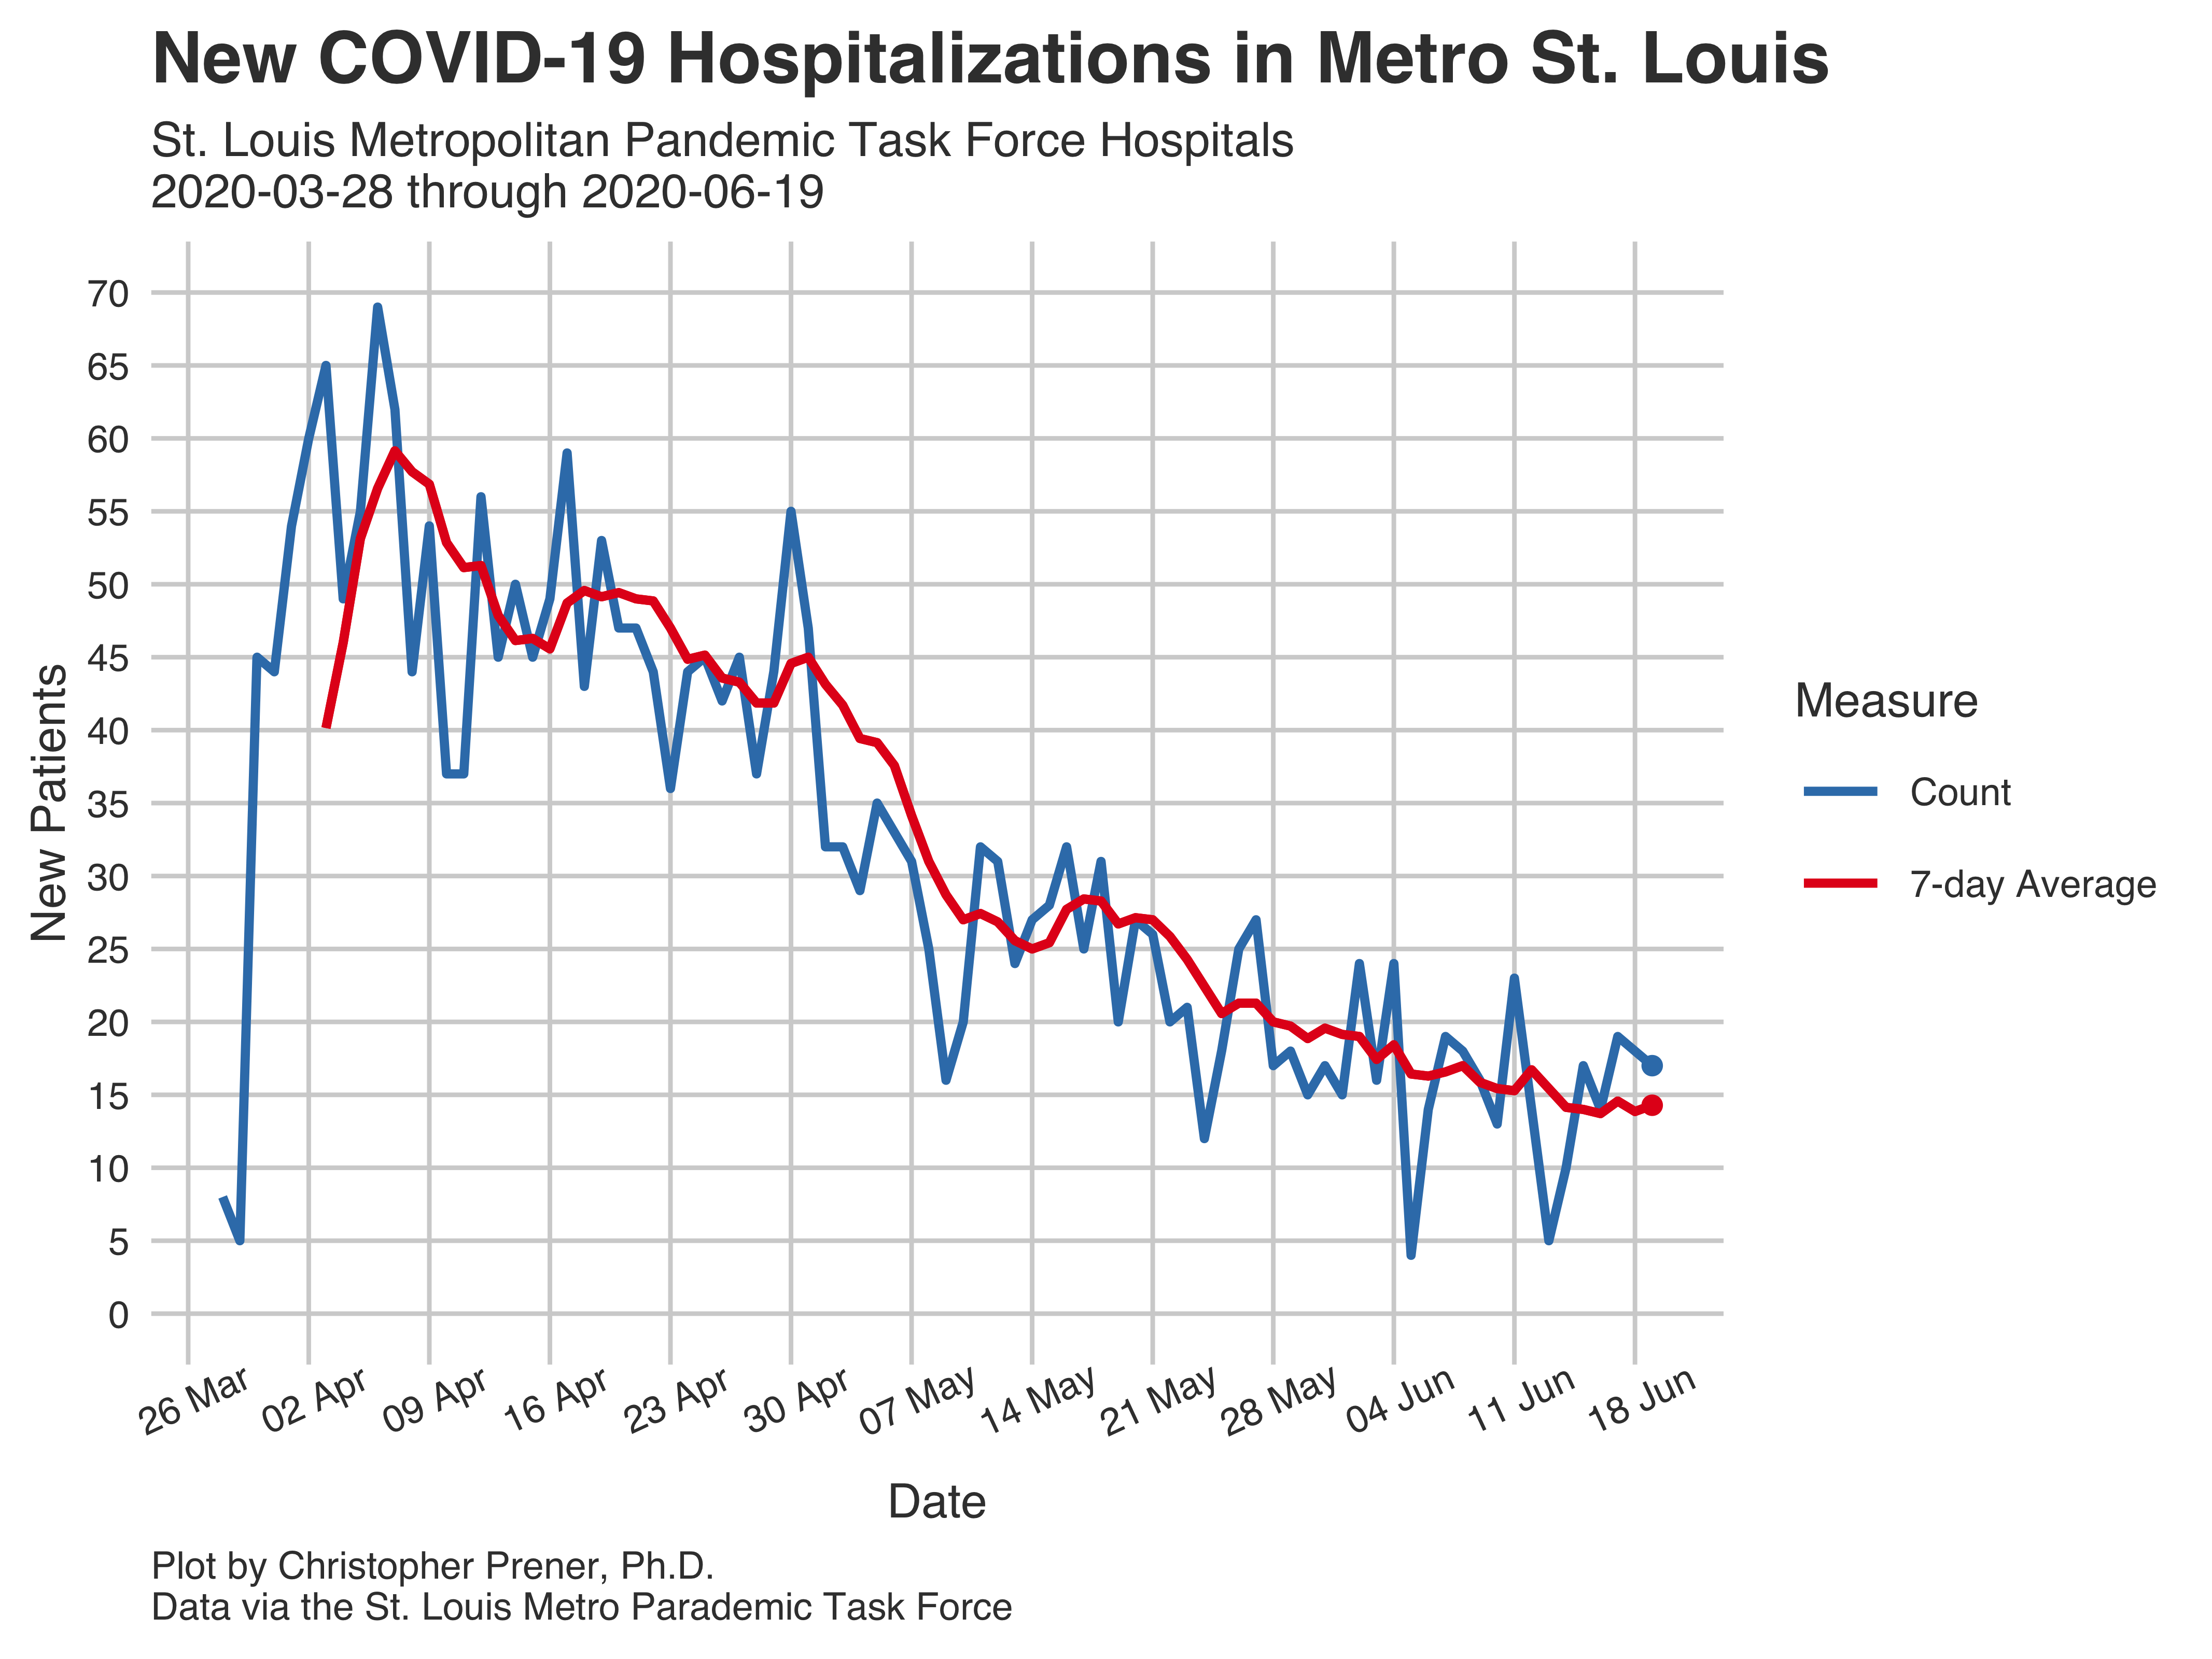 New COVID-19 Hospitalizations in Metro St. Louis
St. Louis Metropolitan Pandemic Task Force Hospitals
2020-03-28 through 2020-06-19
70
65
60
55
50
45
40
35
30
25
20
15
10
5
0
New Patients
26 Mar
02 Apr
09 Apr
16 Apr
23 Apr
30 Apr
07 May
14 May
21 May
28 May
04 Jun
11 Jun
18 Jun
Date
Measure
Count
7-day Average
Plot by Christopher Prener, Ph.D.
Data via the St. Louis Metro Parademic Task Force